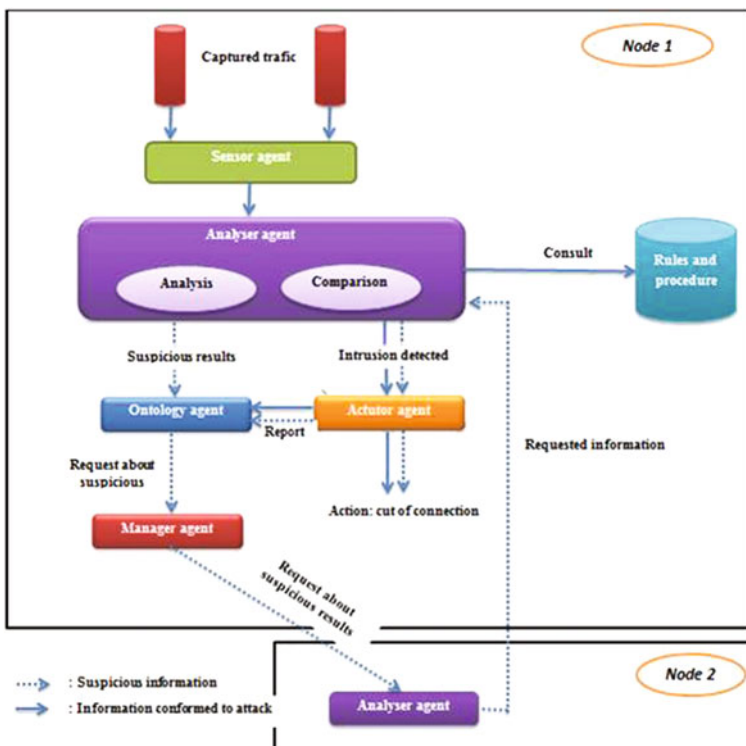 Node 1
Captured trafic
Sensor agent
Analyser agent
Analysis
Comparison
Consult
Rules and
procedure
Suspicious results
Intrusion detected
Ontology agent
Actutor agent
Report
Requested information
Request about
suspicious
Action: cut of connection
Manager agent
Request about
suspicious results
Node 2
: Suspicious information
: Information conformed to attack
Analyser agent